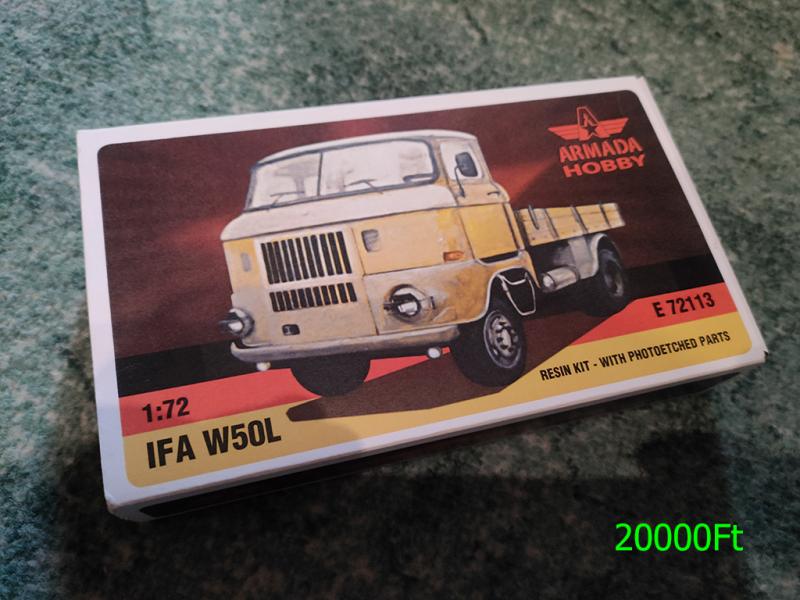 ARMADA
HOBBY
E 72113
RESIN KIT - WITH PHOTOETCHED PARTS
1:72
IFA W50L
20000Ft